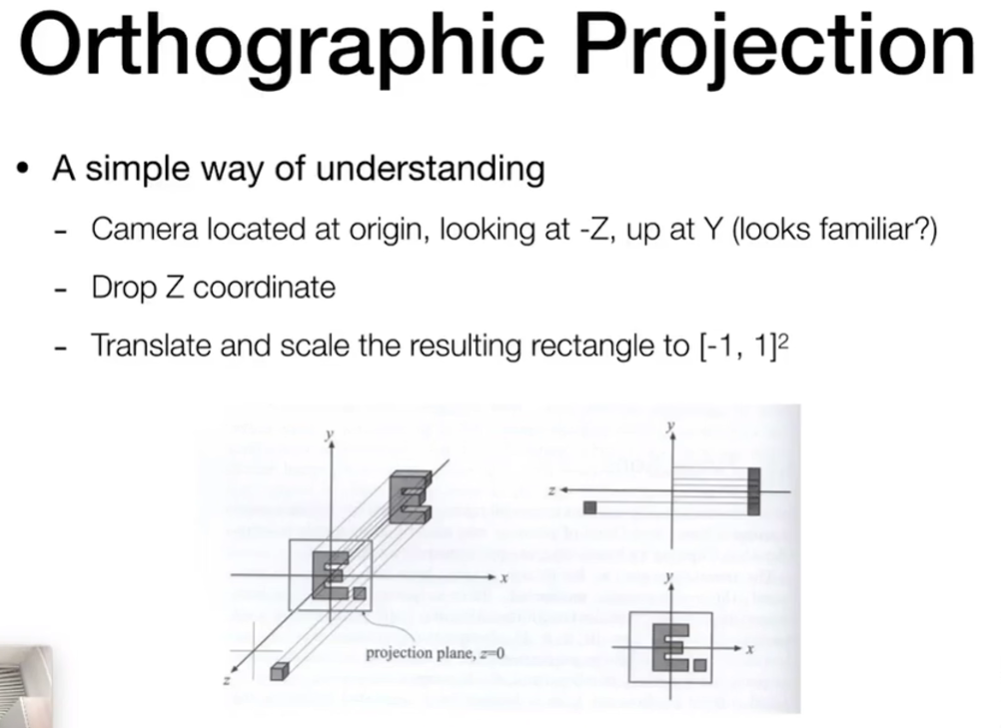 Orthographic Projection
• A simple way of understanding
- Camera located at origin, looking at -Z, up at Y (looks familiar?)
- Drop Z coordinate
- Translate and scale the resulting rectangle to [-1, 1]²
y
E
E.
x
projection plane, z=0
z
y
z
y
E.
x